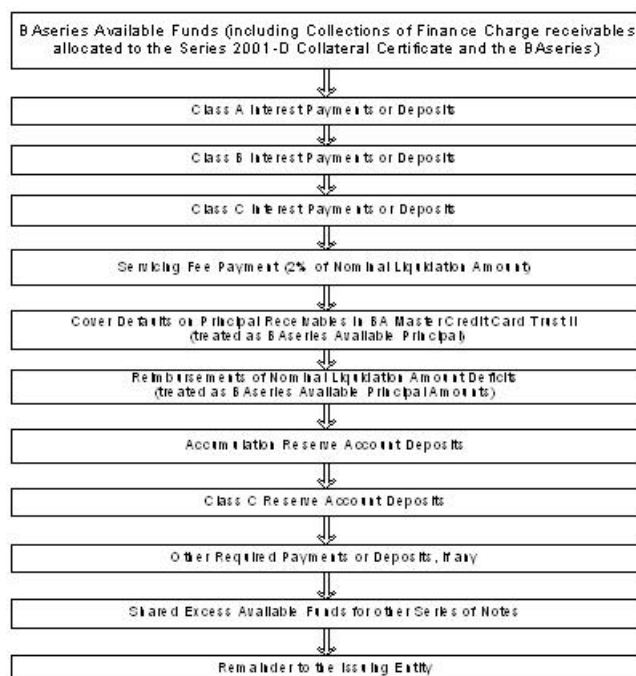 BAseries Available Funds (including Collections of Finance Charge receivables
allocated to the Series 2001-D Collateral Certificate and the BAseries)
Class A Interest Payments or Deposits
Class B Interest Payments or Deposits
Class C Interest Payments or Deposits
Servicing Fee Payment (2% of Nominal Liquidation Amount)
Cover Defaults on Principal Receivables in BA Master Credit Card Trust II
(treated as BAseries Available Principal)
Reimbursements of Nominal Liquidation Amount Deficits
(treated as BAseries Available Principal Amounts)
Accumulation Reserve Account Deposits
Class C Reserve Account Deposits
Other Required Payments or Deposits, if any
Shared Excess Available Funds for other Series of Notes
Remainder to the Issuing Entity